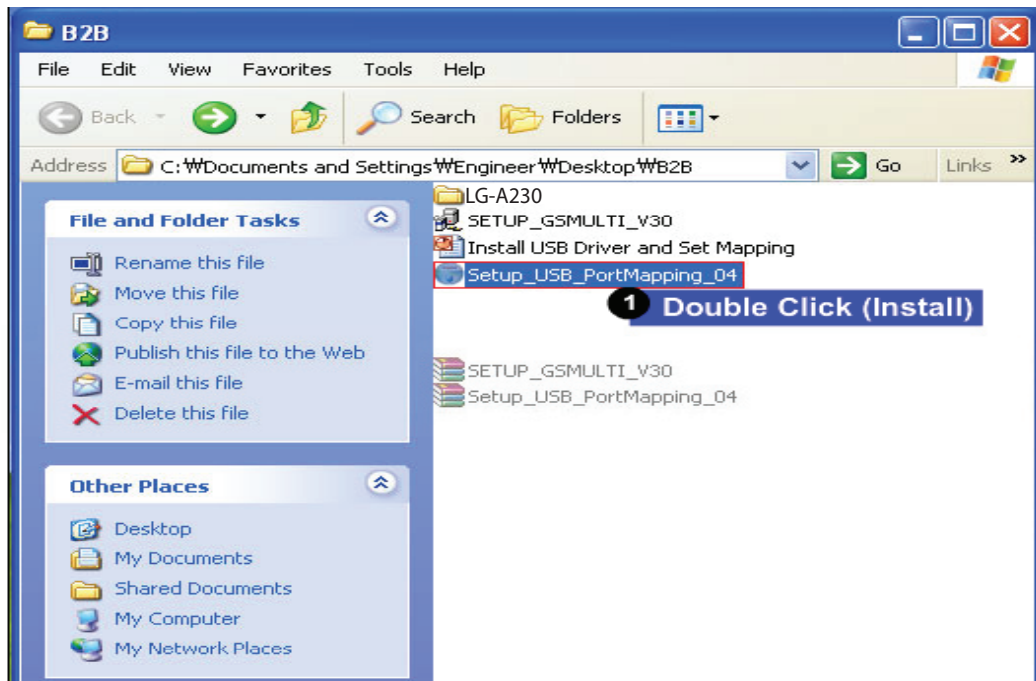 B2B
File Edit View Favorites Tools Help
Back Search Folders
Address C:₩Documents and Settings₩Engineer₩Desktop₩B2B Go Links »
File and Folder Tasks
Rename this file
Move this file
Copy this file
Publish this file to the Web
E-mail this file
Delete this file
Other Places
Desktop
My Documents
Shared Documents
My Computer
My Network Places
LG-A230
SETUP_GSMULTI_V30
Install USB Driver and Set Mapping
Setup_USB_PortMapping_04
1 Double Click (Install)
SETUP_GSMULTI_V30
Setup_USB_PortMapping_04